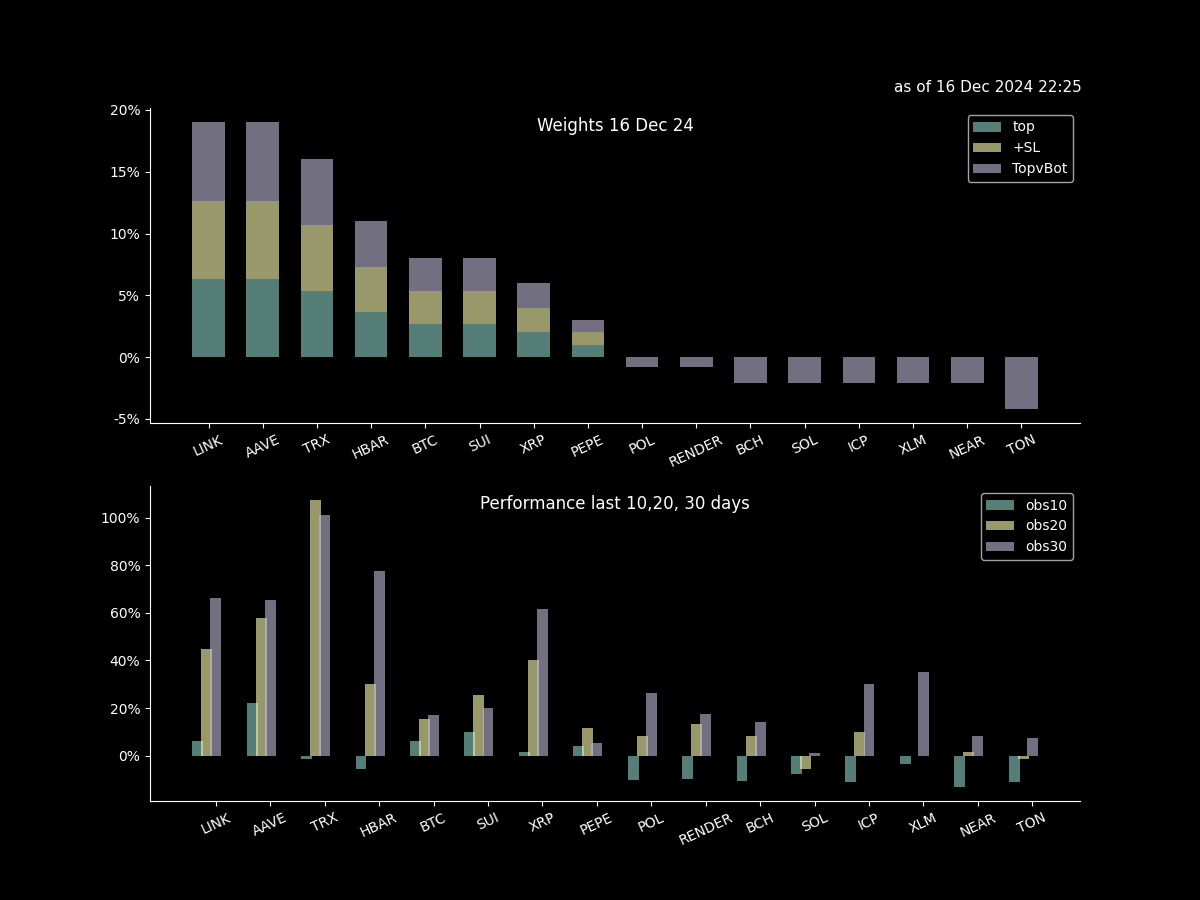 as of 16 Dec 2024 22:25
Weights 16 Dec 24
top
+SL
TopvBot
20%
15%
10%
5%
0%
-5%
LINK AAVE TRX HBAR BTC SUI XRP PEPE POL RENDER BCH SOL ICP XLM NEAR TON
Performance last 10,20, 30 days
obs10
obs20
obs30
100%
80%
60%
40%
20%
0%
LINK AAVE TRX HBAR BTC SUI XRP PEPE POL RENDER BCH SOL ICP XLM NEAR TON